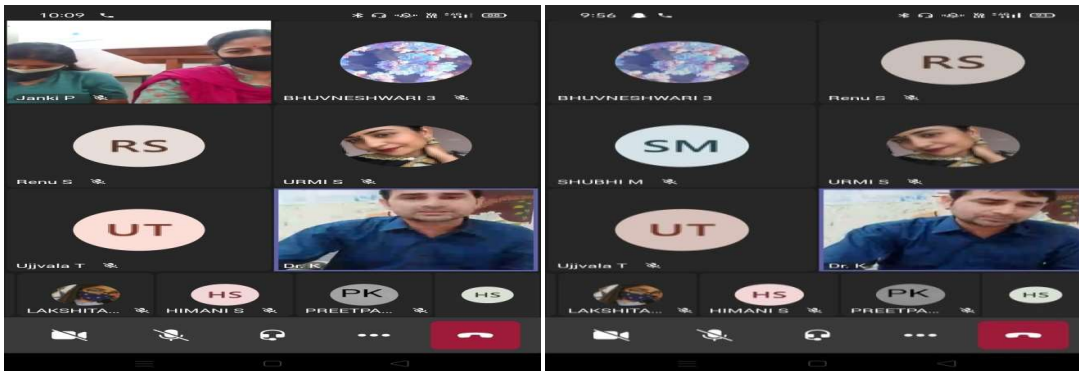 10:09
Janki P
BHUVNESHWARI 3
RS
Renu S
URMI S
UT
Ujjvala T
Dr. K
HS
PK
HS
LAKSHITA...
HIMANI S
PREETPA...
9:56
BHUVNESHWARI 3
RS
Renu S
SM
SHUBHI M
URMI S
UT
Ujjvala T
Dr. K
HS
PK
HS
LAKSHITA...
HIMANI S
PREETPA...